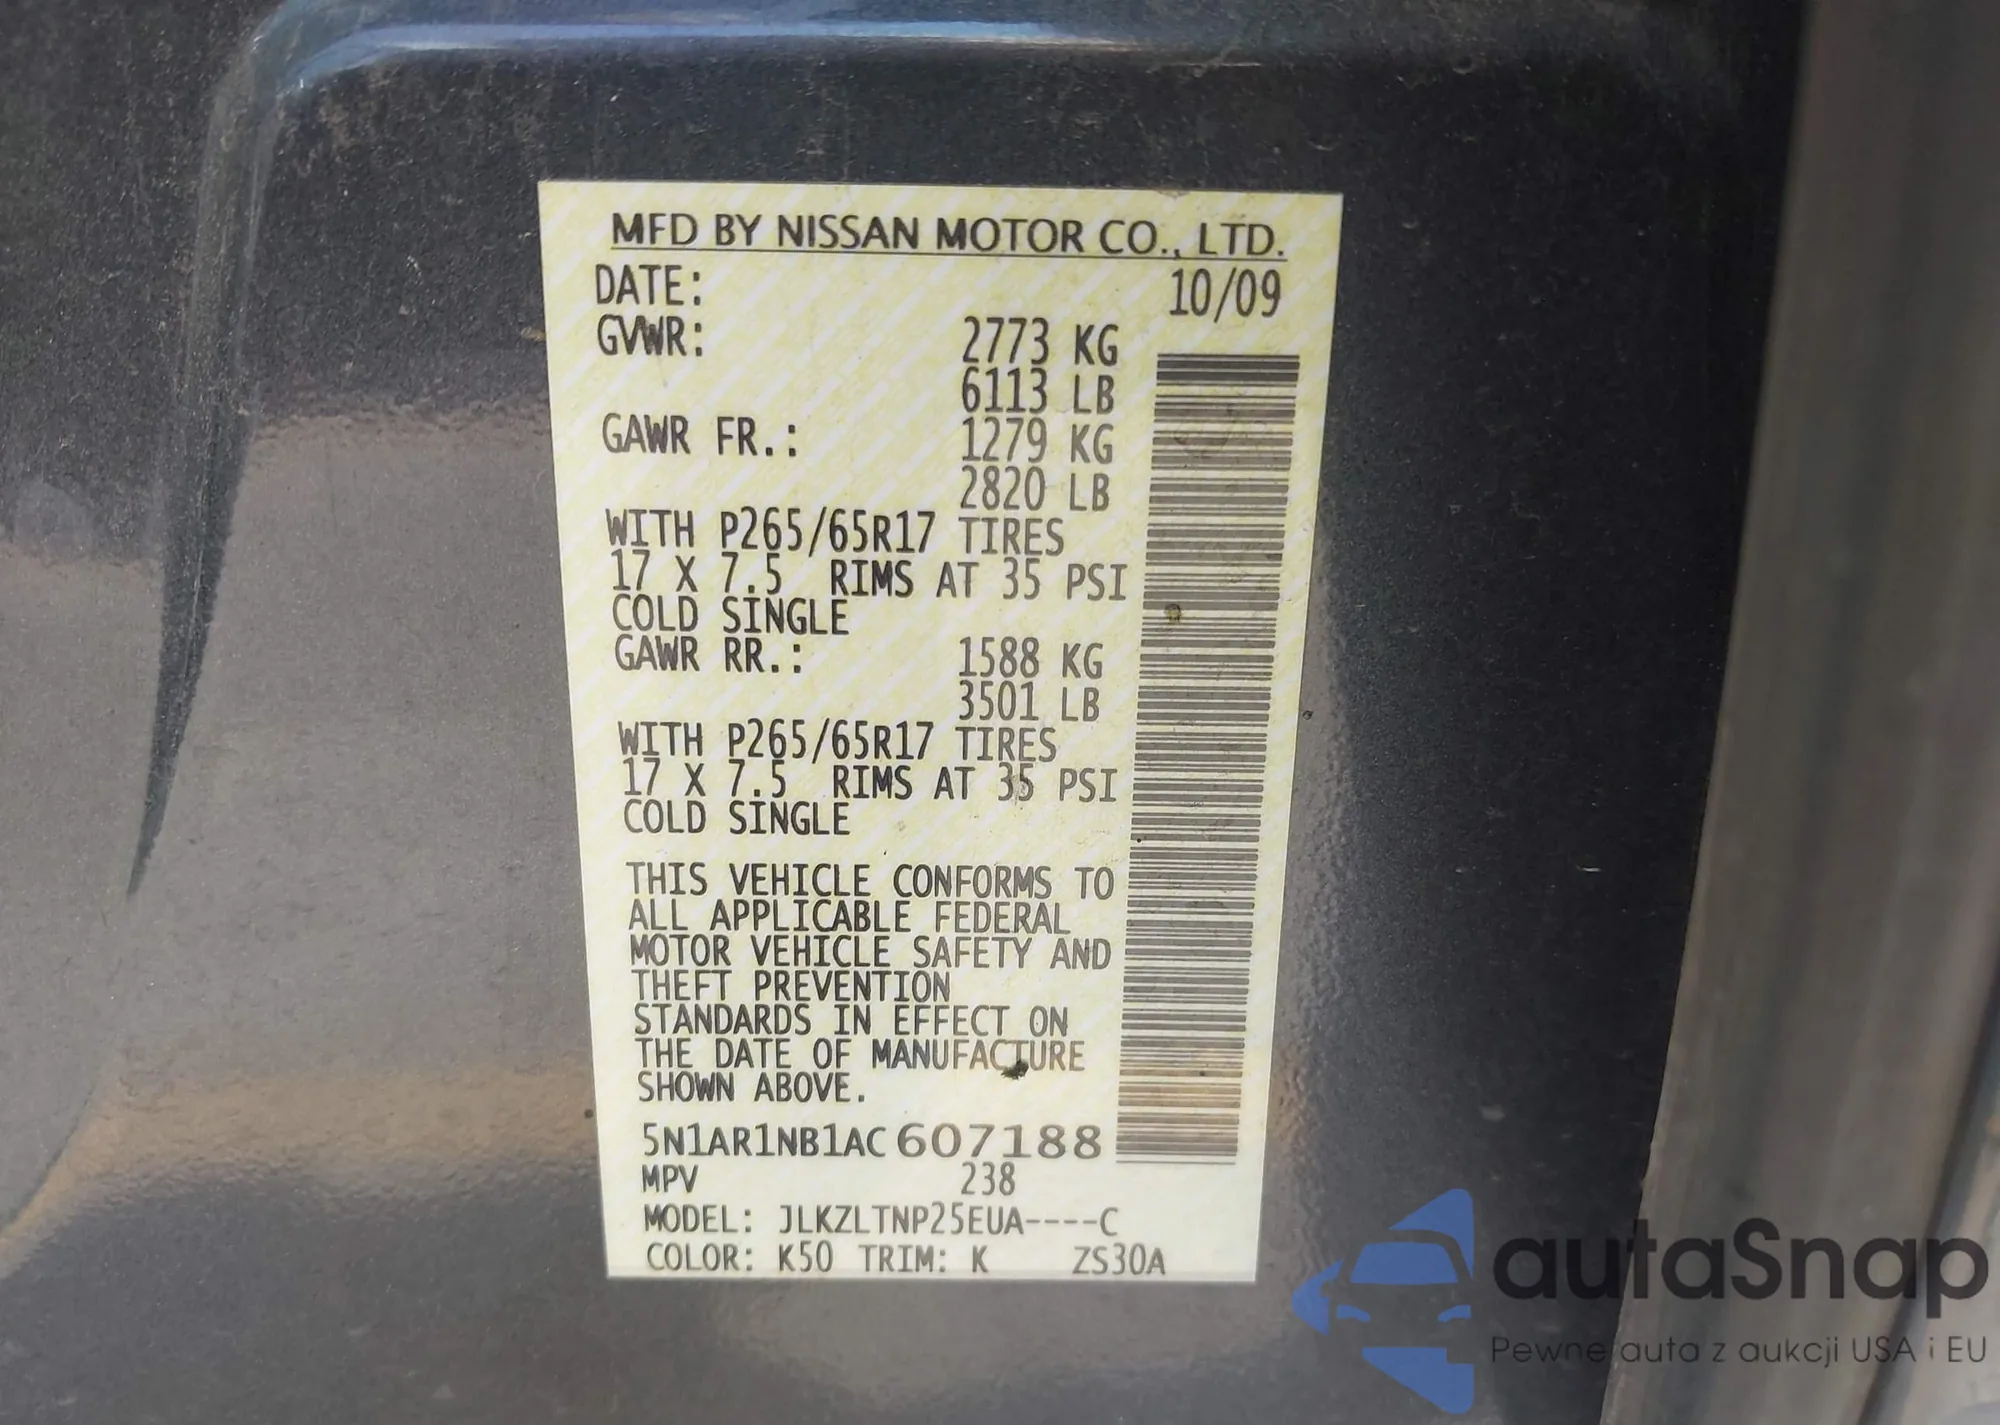 MFD BY NISSAN MOTOR CO., LTD.
DATE: 10/09
GVWR: 2773 KG
6113 LB
GAWR FR.: 1279 KG
2820 LB
WITH P265/65R17 TIRES
17 X 7.5 RIMS AT 35 PSI
COLD SINGLE
GAWR RR.: 1588 KG
3501 LB
WITH P265/65R17 TIRES
17 X 7.5 RIMS AT 35 PSI
COLD SINGLE
THIS VEHICLE CONFORMS TO
ALL APPLICABLE FEDERAL
MOTOR VEHICLE SAFETY AND
THEFT PREVENTION
STANDARDS IN EFFECT ON
THE DATE OF MANUFACTURE
SHOWN ABOVE.
5N1AR1NB1AC607188
MPV 238
MODEL: JLKZLTNP25EUA----C
COLOR: K50 TRIM: K ZS30A
autaSnap
Pewne auta z aukcji USA i EU